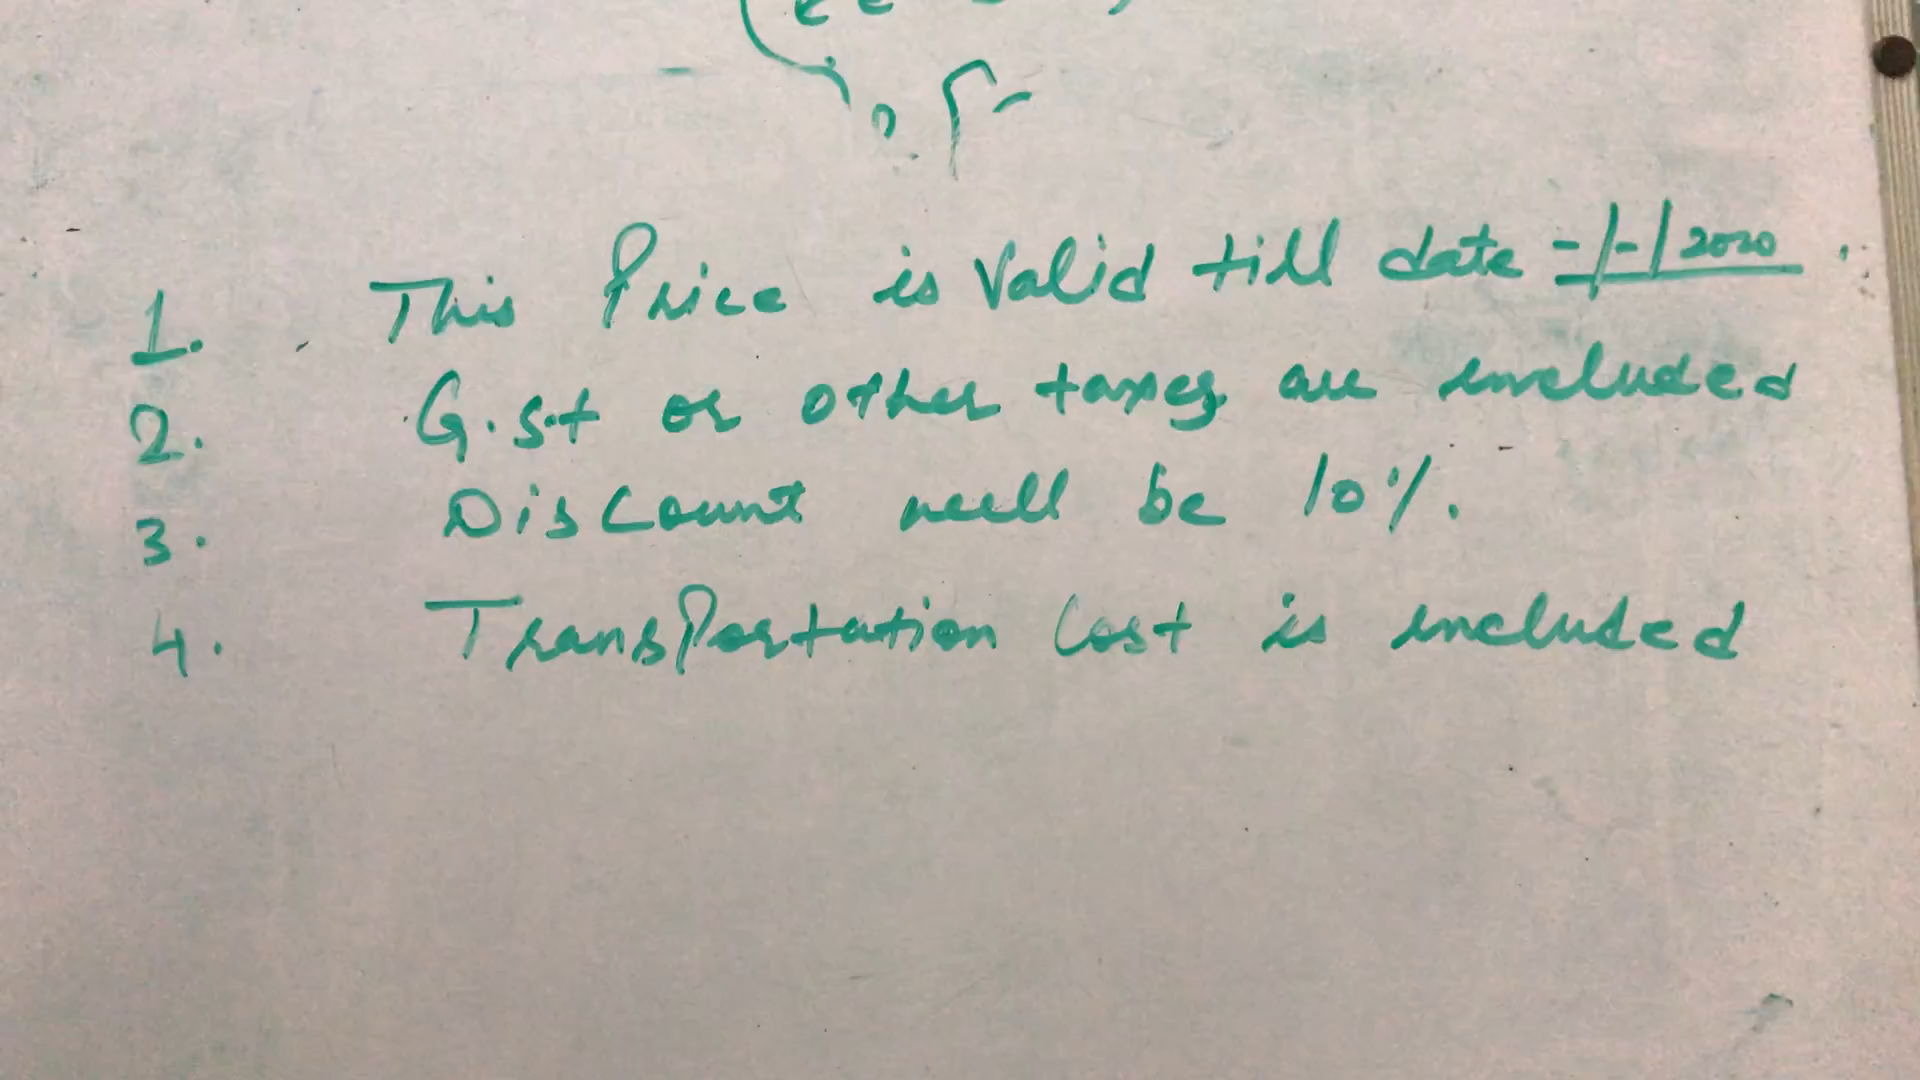 1. This Price is Valid till date -/-/2020
2. G.S.t or other taxes are included
3. Discount will be 10%.
4. Transportation Cost is included